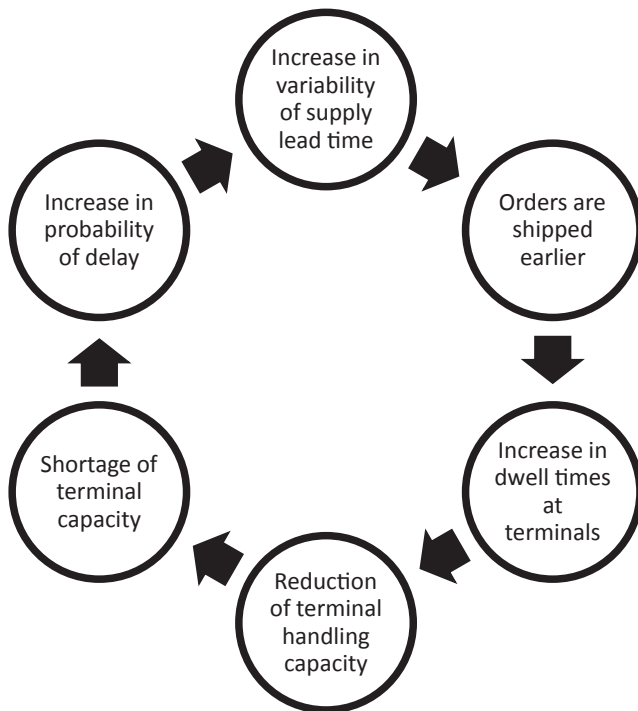 Increase in
variability
of supply
lead time
Orders are
shipped
earlier
Increase in
dwell times
at
terminals
Reduction
of terminal
handling
capacity
Shortage of
terminal
capacity
Increase in
probability
of delay